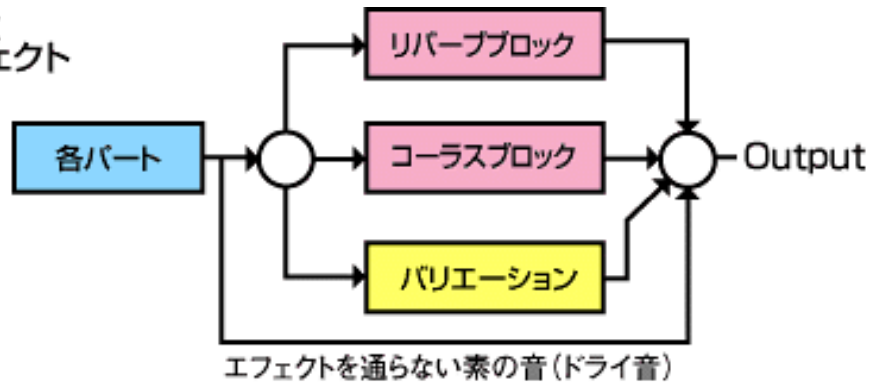 ェクト
リバーブブロック
各パート
コーラスブロック
Output
バリエーション
エフェクトを通らない素の音(ドライ音)